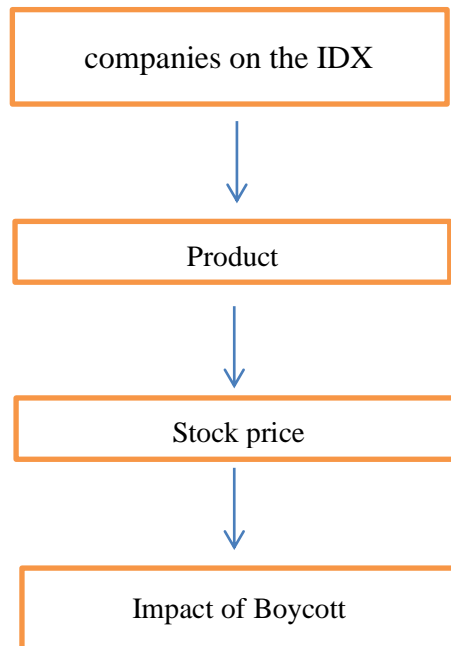 companies on the IDX
Product
Stock price
Impact of Boycott